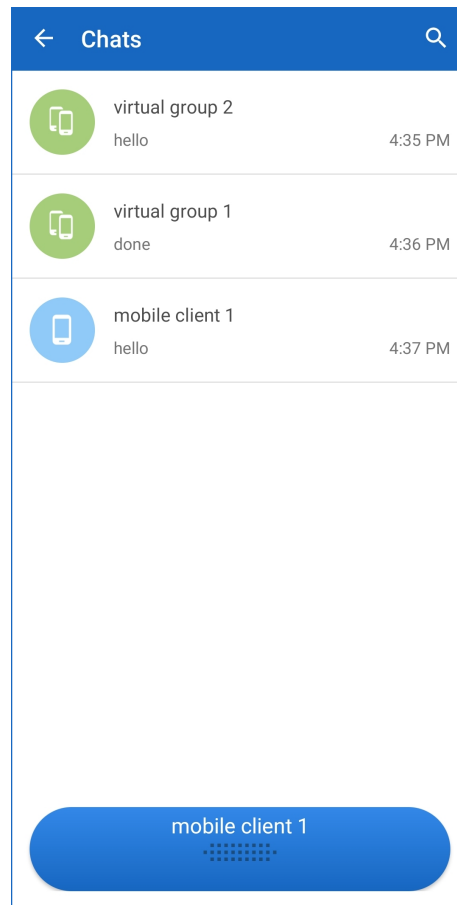 Chats
virtual group 2
hello 4:35 PM
virtual group 1
done 4:36 PM
mobile client 1
hello 4:37 PM
mobile client 1